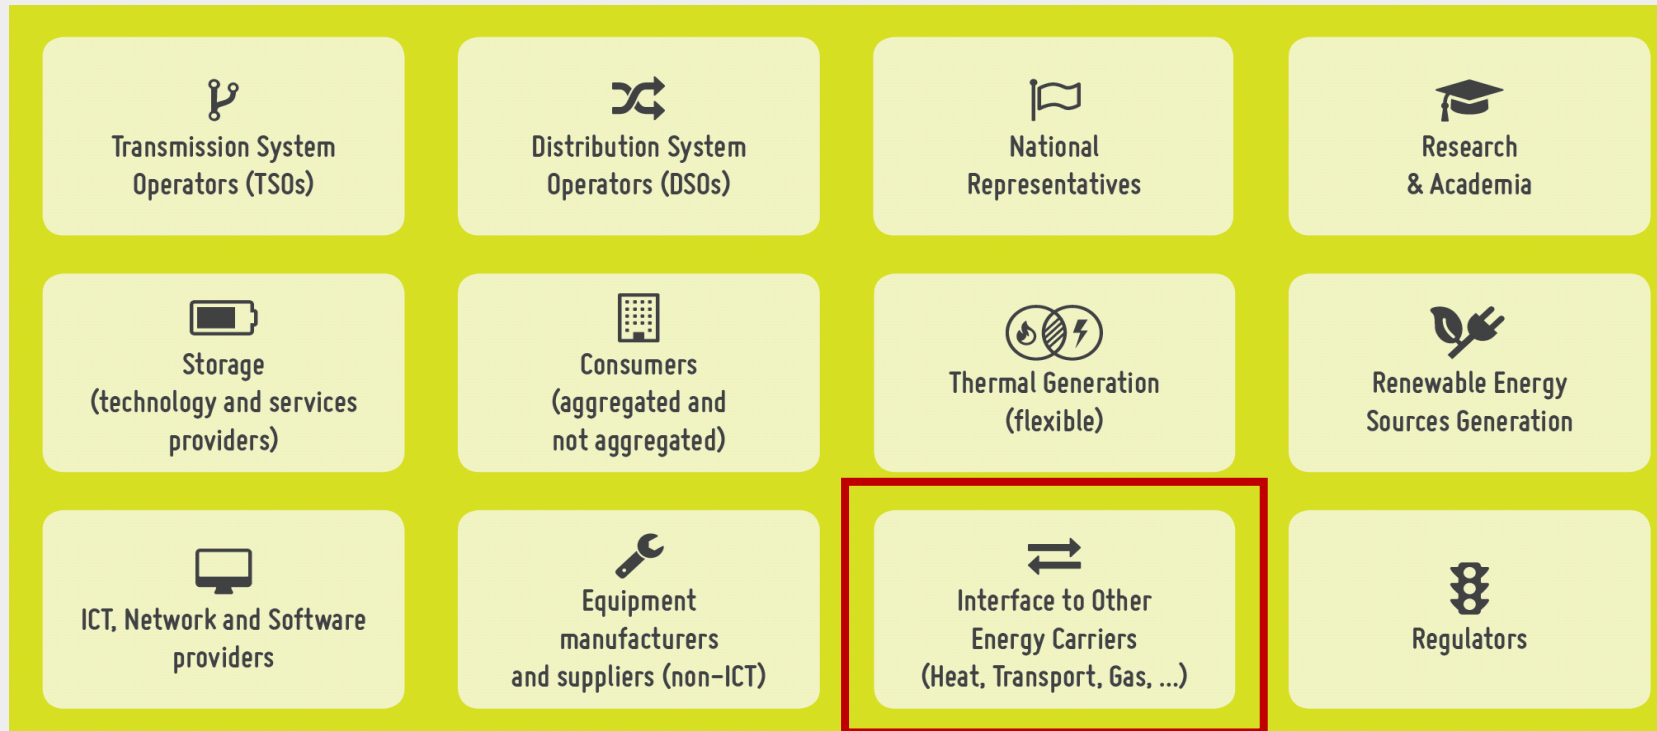 Transmission System
Operators (TSOs)
Distribution System
Operators (DSOs)
National
Representatives
Research
& Academia
Storage
(technology and services
providers)
Consumers
(aggregated and
not aggregated)
Thermal Generation
(flexible)
Renewable Energy
Sources Generation
ICT, Network and Software
providers
Equipment
manufacturers
and suppliers (non-ICT)
Interface to Other
Energy Carriers
(Heat, Transport, Gas, ...)
Regulators